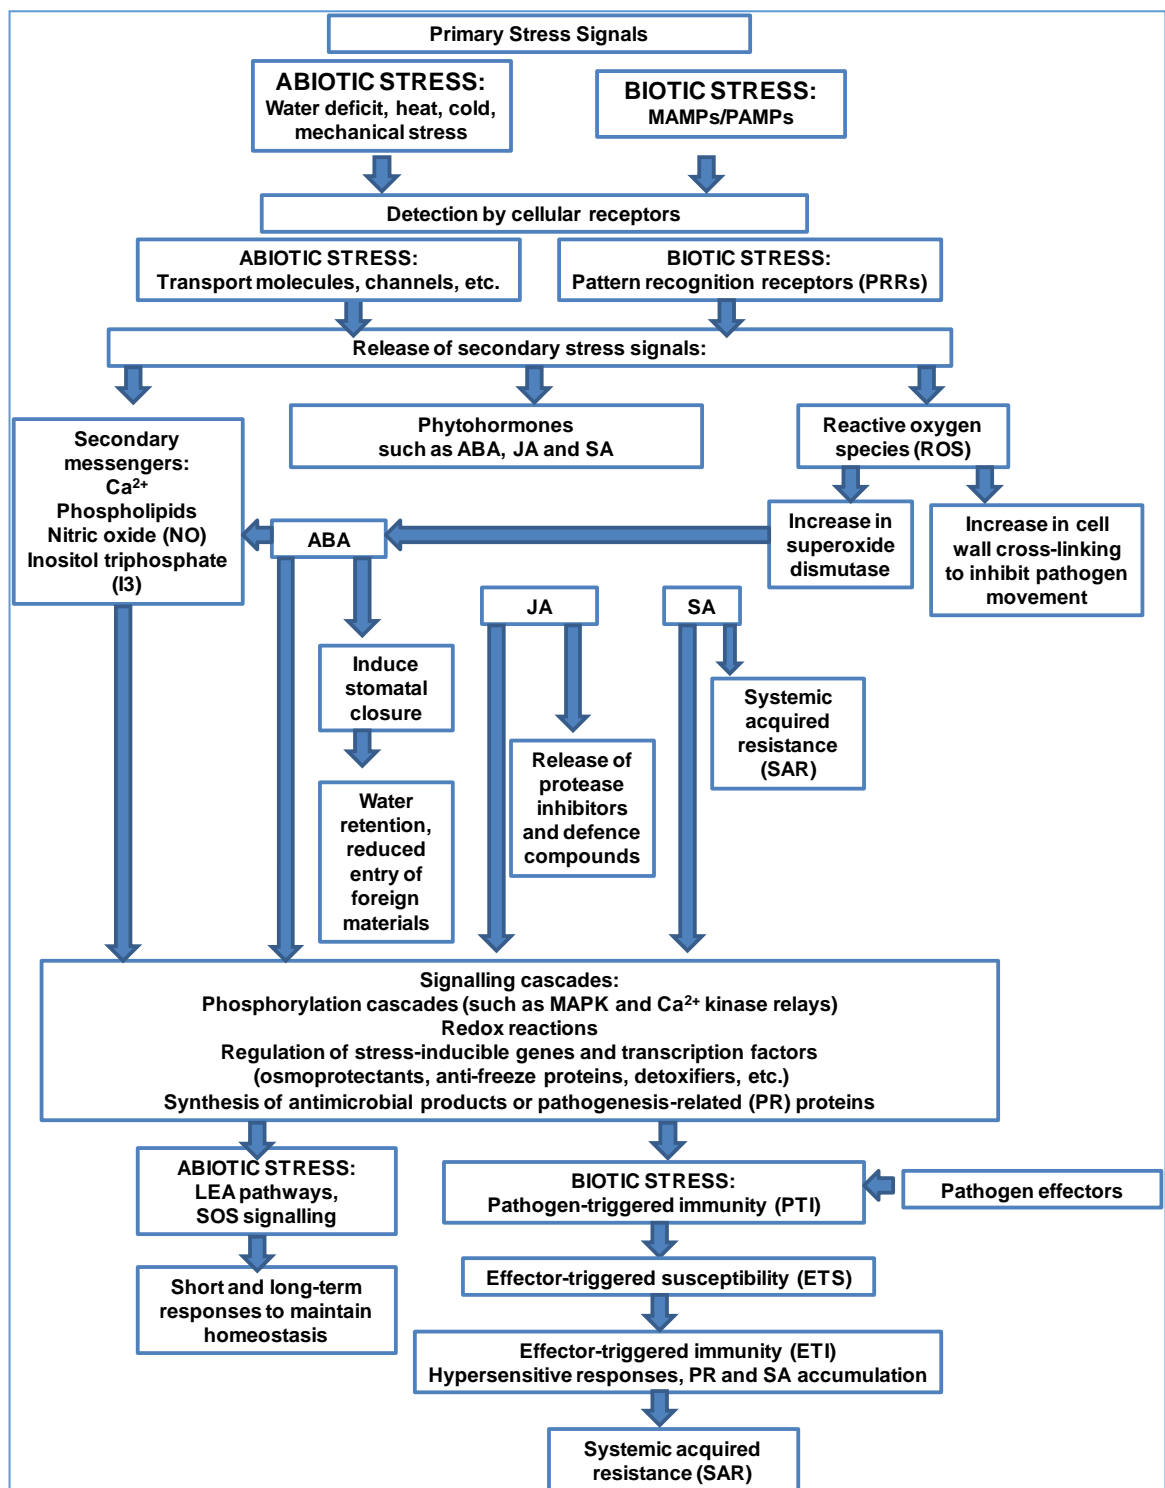 Primary Stress Signals
ABIOTIC STRESS:
Water deficit, heat, cold,
mechanical stress
BIOTIC STRESS:
MAMPs/PAMPs
Detection by cellular receptors
ABIOTIC STRESS:
Transport molecules, channels, etc.
BIOTIC STRESS:
Pattern recognition receptors (PRRs)
Release of secondary stress signals:
Secondary
messengers:
Ca²⁺
Phospholipids
Nitric oxide (NO)
Inositol triphosphate
(I3)
Phytohormones
such as ABA, JA and SA
Reactive oxygen
species (ROS)
ABA
Increase in
superoxide
dismutase
Increase in cell
wall cross-linking
to inhibit pathogen
movement
JA
SA
Induce
stomatal
closure
Systemic
acquired
resistance
(SAR)
Release of
protease
inhibitors
and defence
compounds
Water
retention,
reduced
entry of
foreign
materials
Signalling cascades:
Phosphorylation cascades (such as MAPK and Ca²⁺ kinase relays)
Redox reactions
Regulation of stress-inducible genes and transcription factors
(osmoprotectants, anti-freeze proteins, detoxifiers, etc.)
Synthesis of antimicrobial products or pathogenesis-related (PR) proteins
ABIOTIC STRESS:
LEA pathways,
SOS signalling
BIOTIC STRESS:
Pathogen-triggered immunity (PTI)
Pathogen effectors
Short and long-term
responses to maintain
homeostasis
Effector-triggered susceptibility (ETS)
Effector-triggered immunity (ETI)
Hypersensitive responses, PR and SA accumulation
Systemic acquired
resistance (SAR)